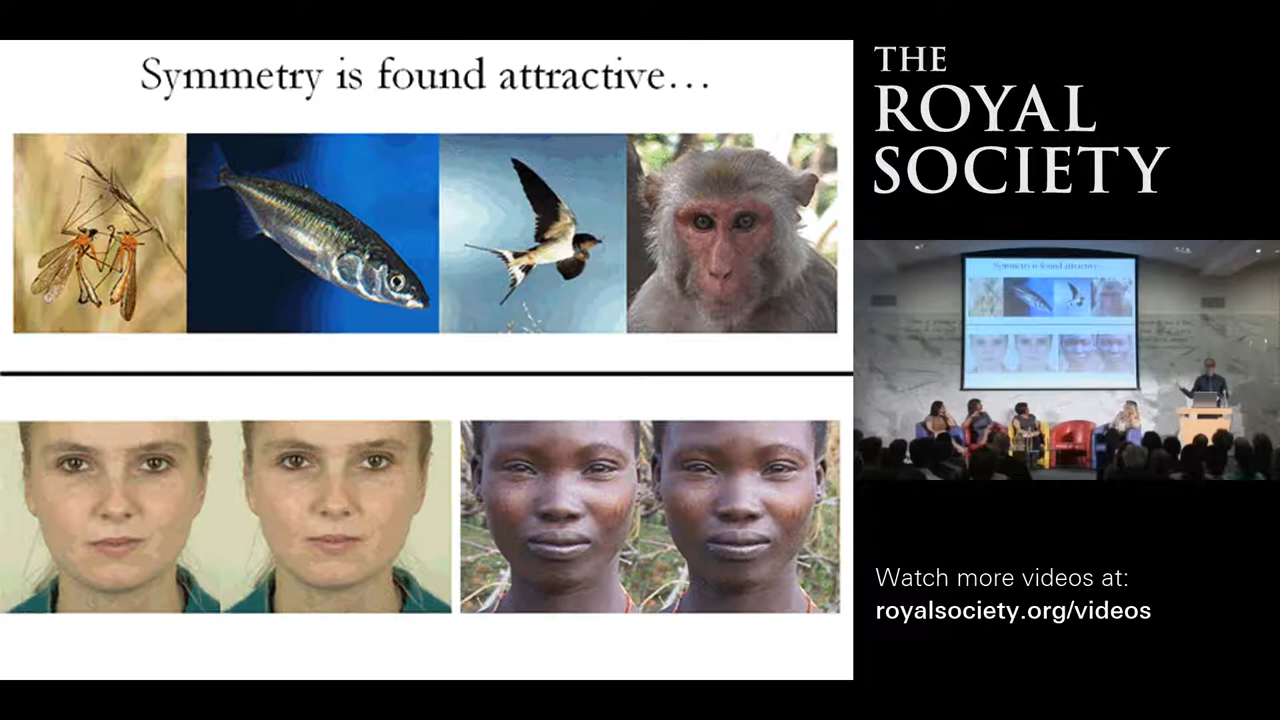 Symmetry is found attractive…
THE
ROYAL
SOCIETY
Symmetry is found attractive
Watch more videos at:
royalsociety.org/videos